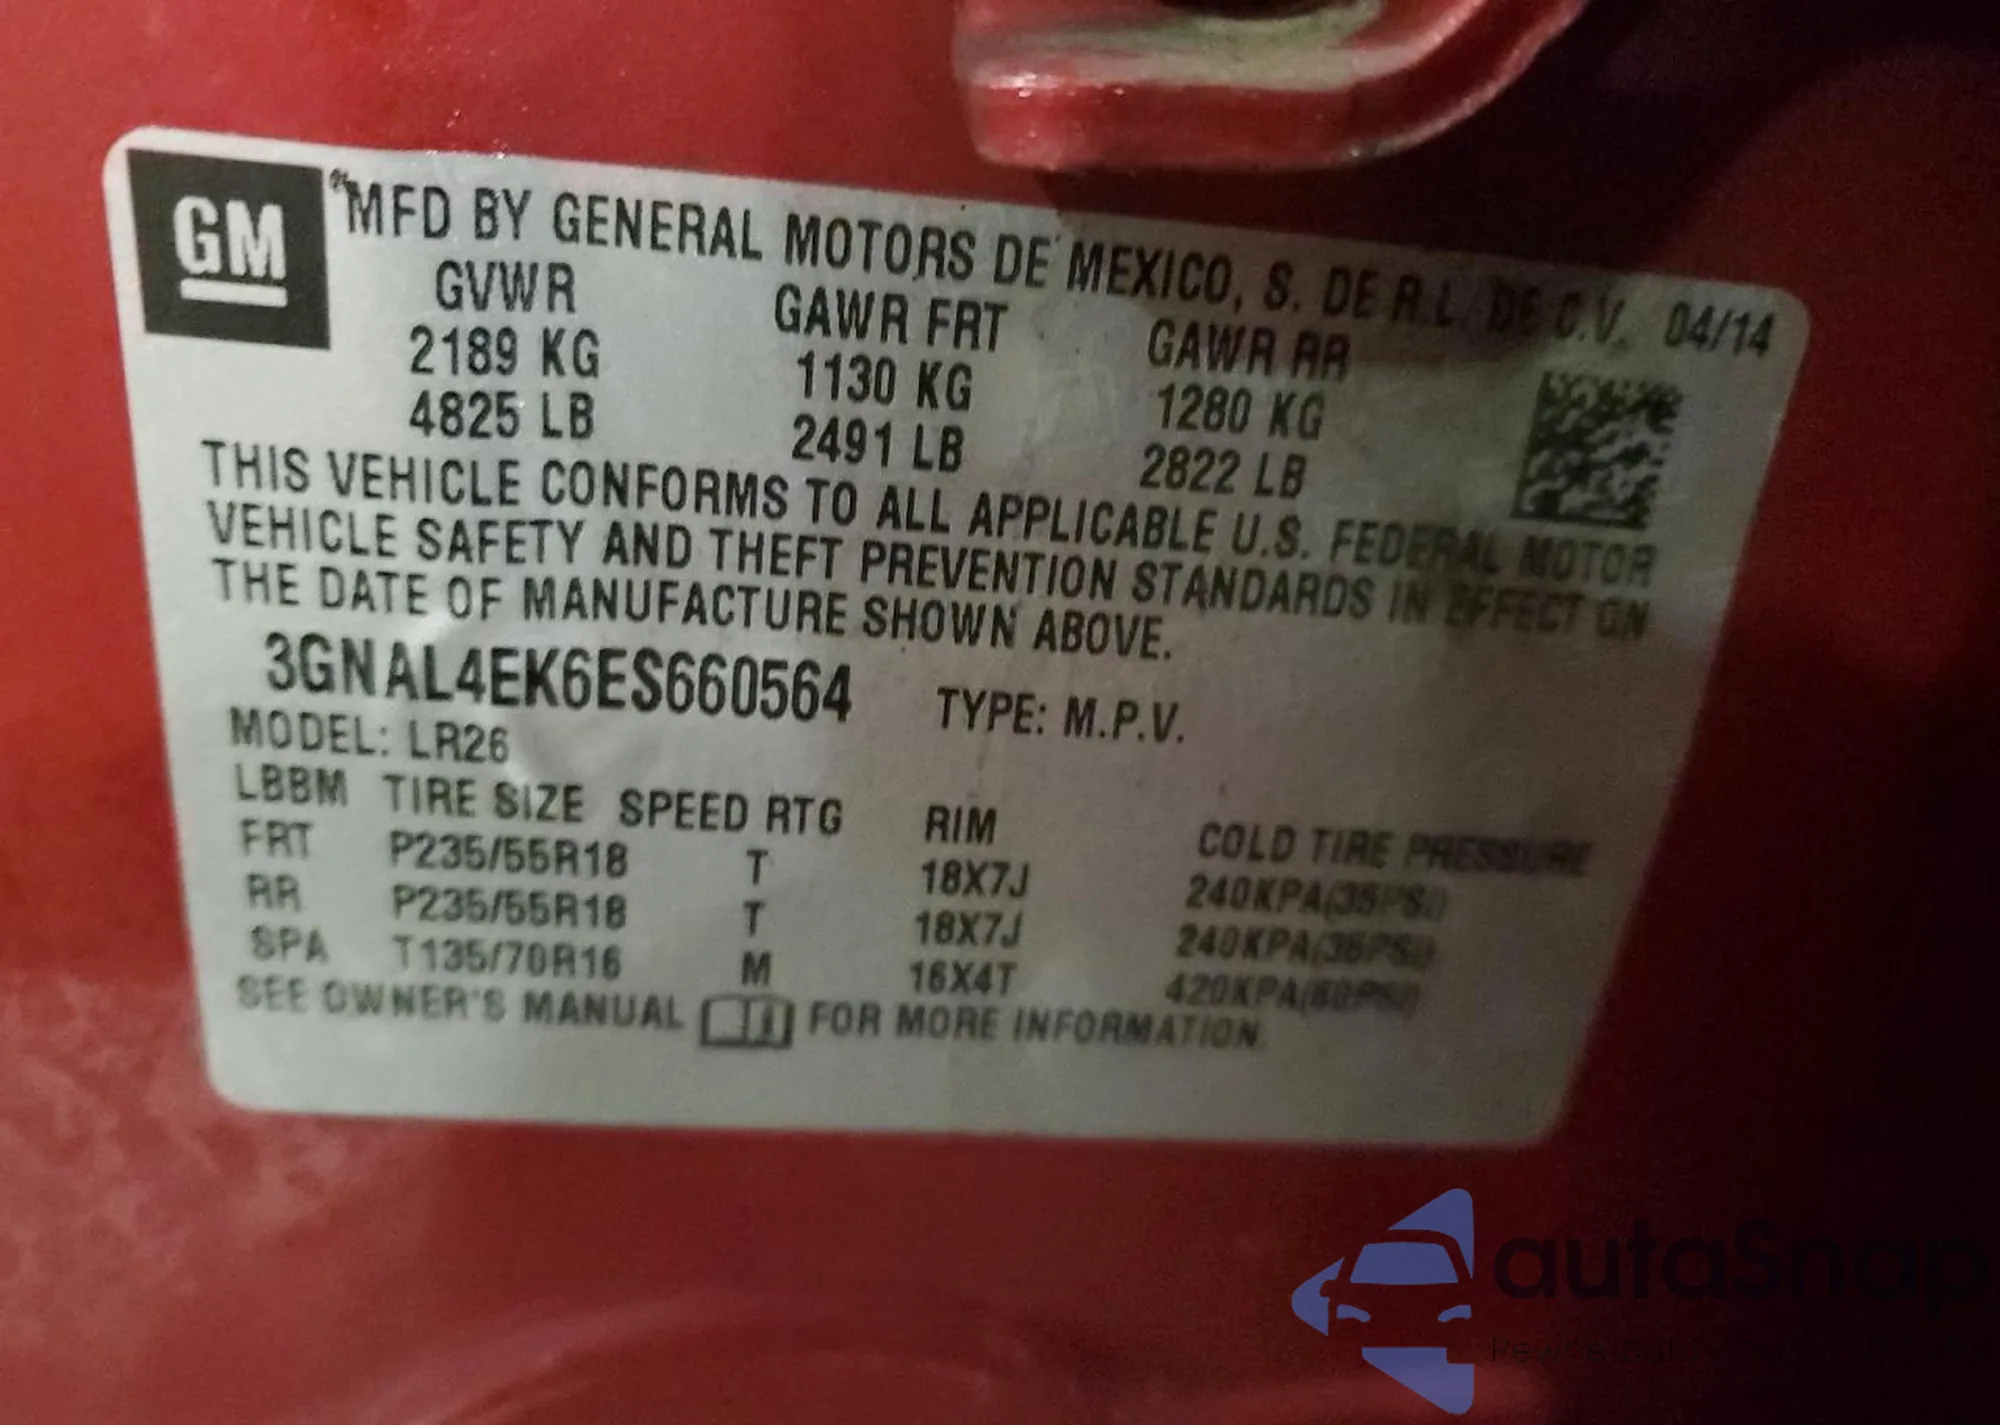 GM
MFD BY GENERAL MOTORS DE MEXICO, S. DE R.L. DE C.V. 04/14
GVWR GAWR FRT GAWR RR
2189 KG 1130 KG 1280 KG
4825 LB 2491 LB 2822 LB
THIS VEHICLE CONFORMS TO ALL APPLICABLE U.S. FEDERAL MOTOR
VEHICLE SAFETY AND THEFT PREVENTION STANDARDS IN EFFECT ON
THE DATE OF MANUFACTURE SHOWN ABOVE.
3GNAL4EK6ES660564 TYPE: M.P.V.
MODEL: LR26
LBBM TIRE SIZE SPEED RTG RIM COLD TIRE PRESSURE
FRT P235/55R18 T 18X7J 240KPA(35PSI)
RR P235/55R18 T 18X7J 240KPA(35PSI)
SPA T135/70R16 M 16X4T 420KPA(60PSI)
SEE OWNER'S MANUAL FOR MORE INFORMATION.
autaSnap